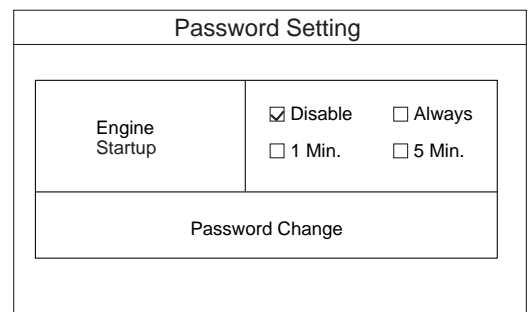 Password Setting
Engine
Startup
Disable
Always
1 Min.
5 Min.
Password Change